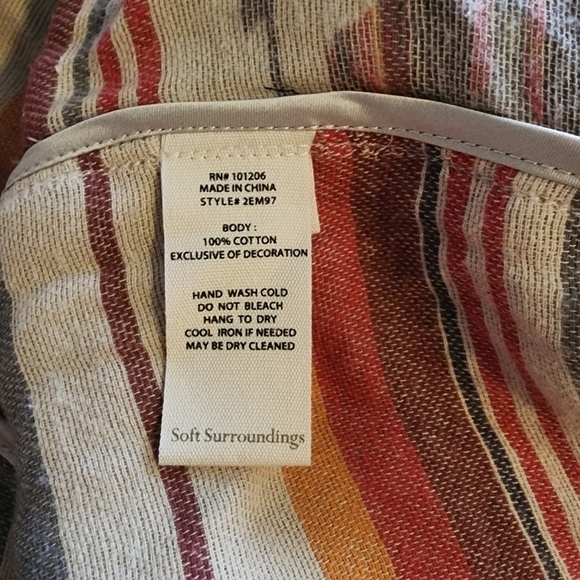 RN# 101206
MADE IN CHINA
STYLE# 2EM97
BODY :
100% COTTON
EXCLUSIVE OF DECORATION
HAND WASH COLD
DO NOT BLEACH
HANG TO DRY
COOL IRON IF NEEDED
MAY BE DRY CLEANED
Soft Surroundings